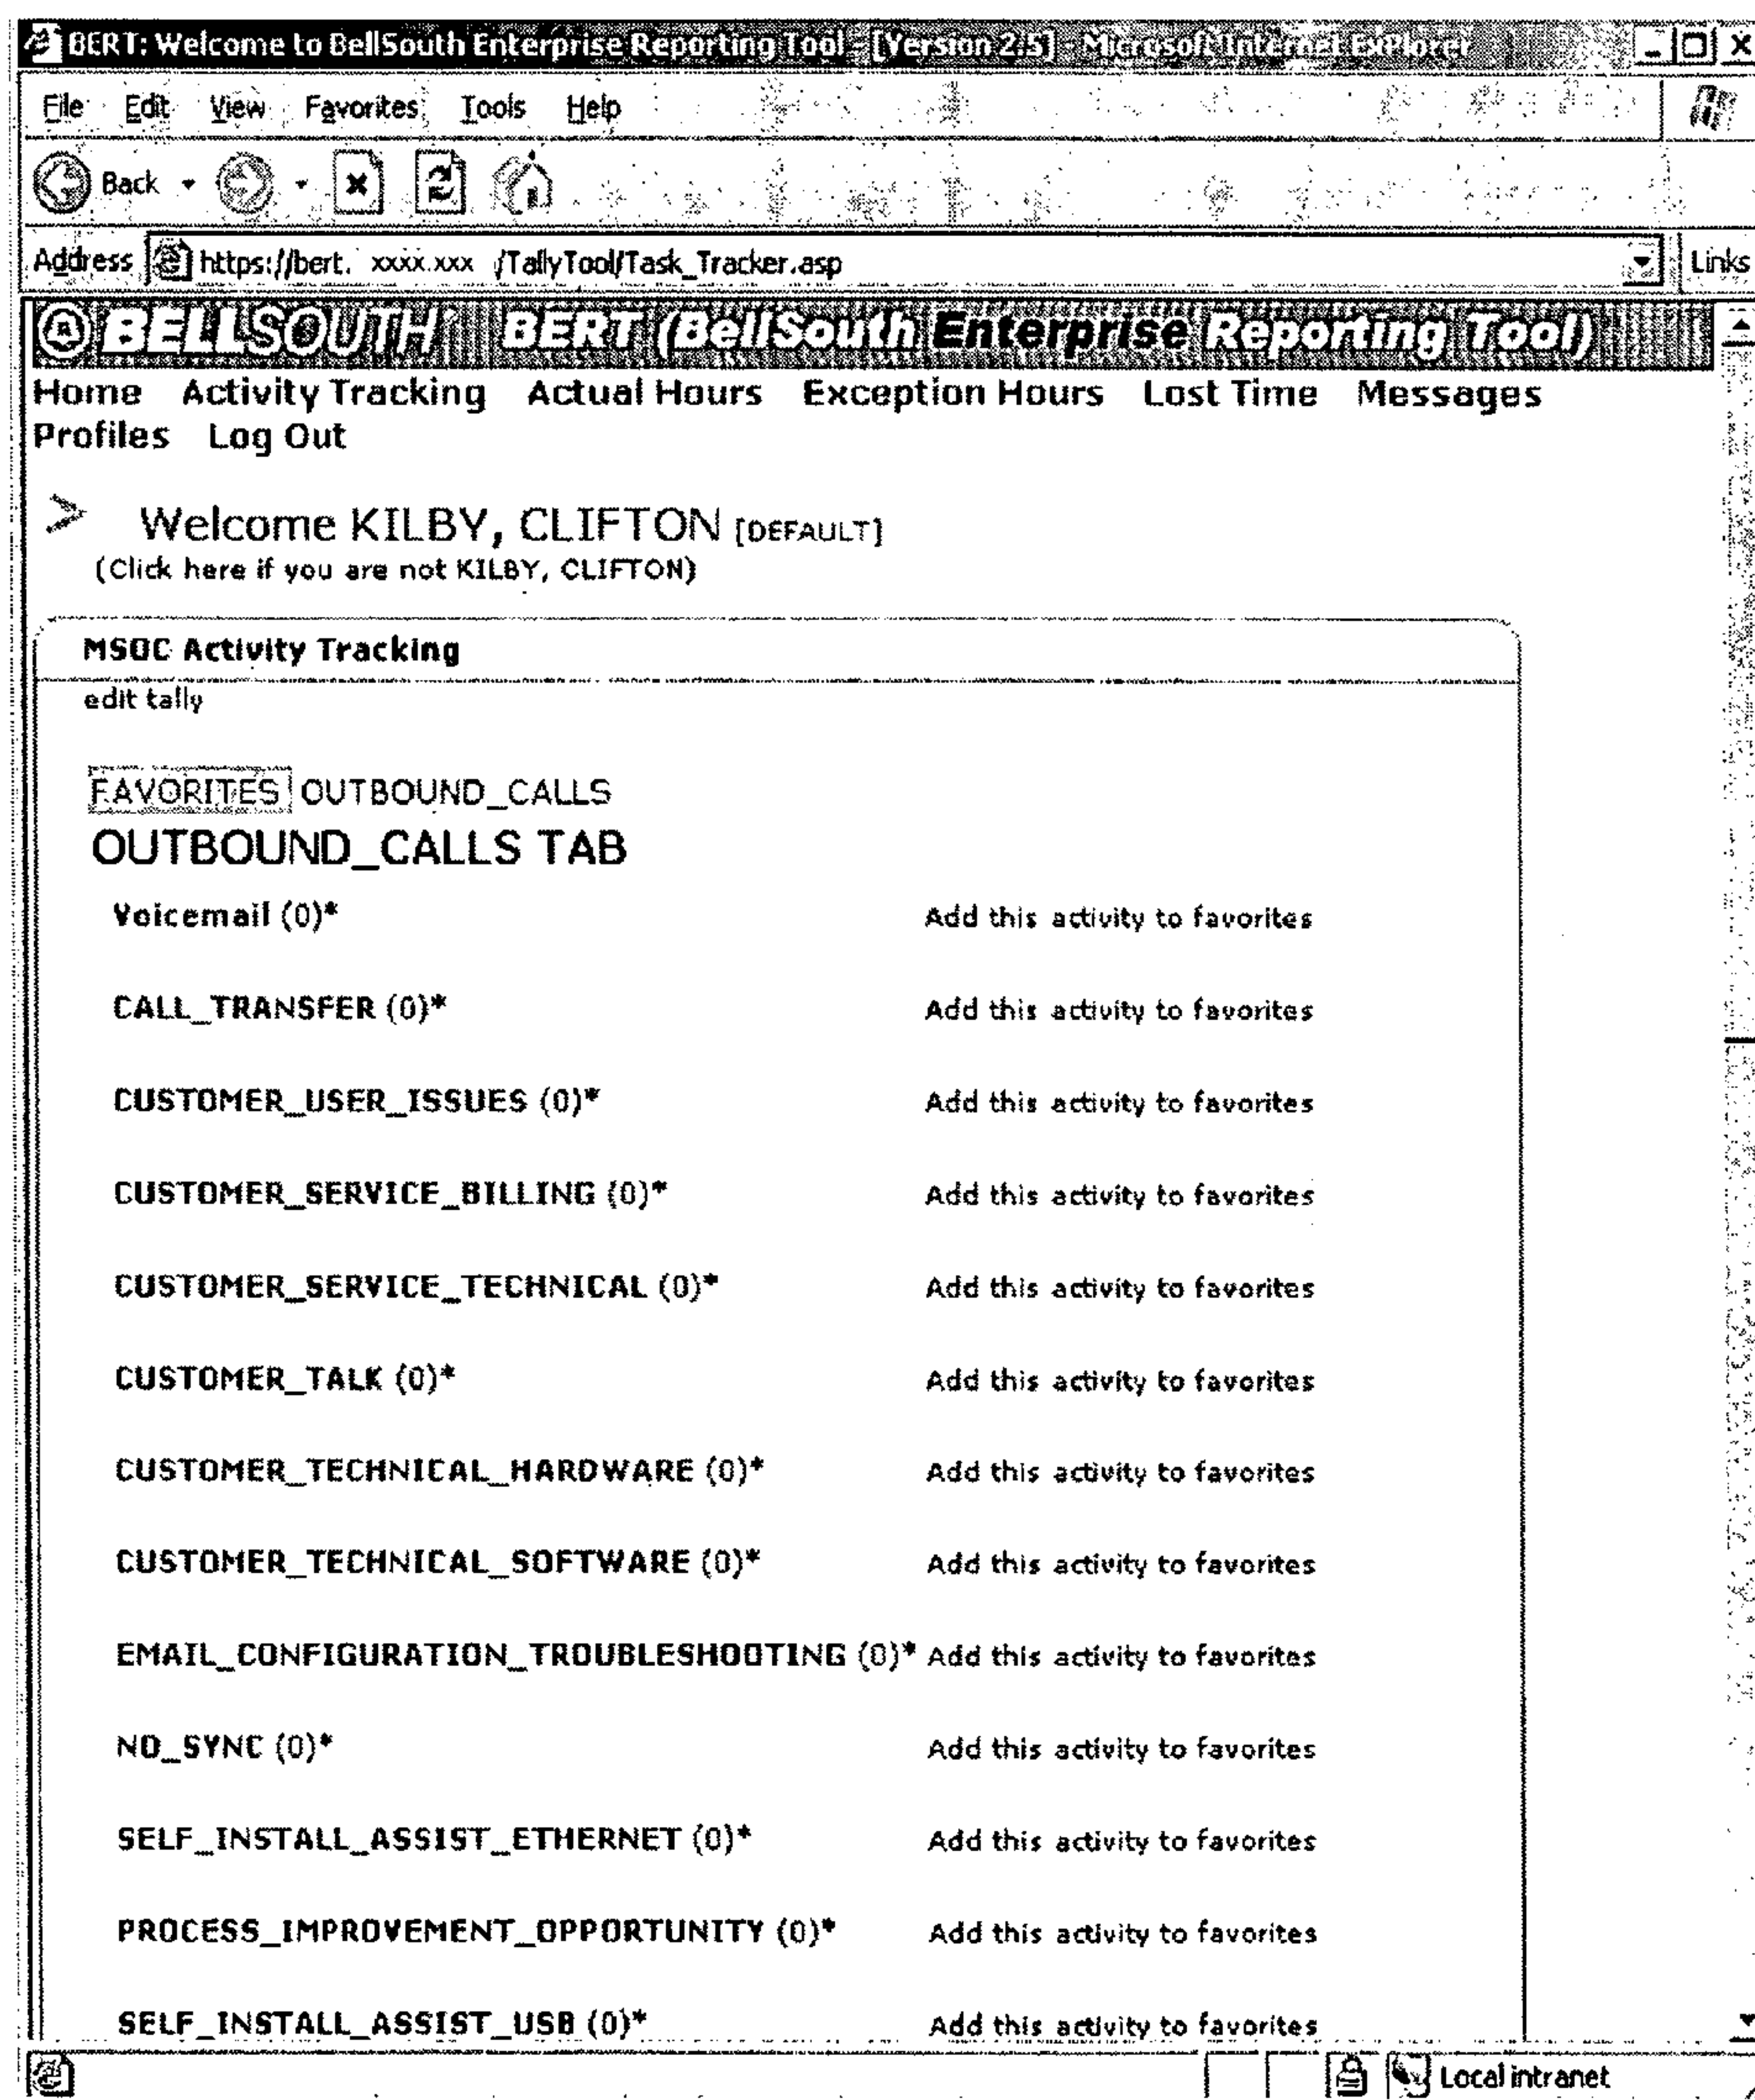 BERT: Welcome to BellSouth Enterprise Reporting Tool - [Version 2.5] - Microsoft Internet Explorer
File Edit View Favorites Tools Help
Back
Address https://bert. xxxx.xxx /TallyTool/Task_Tracker.asp Links
BELLSOUTH BERT (BellSouth Enterprise Reporting Tool)
Home Activity Tracking Actual Hours Exception Hours Lost Time Messages
Profiles Log Out
> Welcome KILBY, CLIFTON [DEFAULT]
(Click here if you are not KILBY, CLIFTON)
MSOC Activity Tracking
edit tally
FAVORITES OUTBOUND_CALLS
OUTBOUND_CALLS TAB
Voicemail (0)* Add this activity to favorites
CALL_TRANSFER (0)* Add this activity to favorites
CUSTOMER_USER_ISSUES (0)* Add this activity to favorites
CUSTOMER_SERVICE_BILLING (0)* Add this activity to favorites
CUSTOMER_SERVICE_TECHNICAL (0)* Add this activity to favorites
CUSTOMER_TALK (0)* Add this activity to favorites
CUSTOMER_TECHNICAL_HARDWARE (0)* Add this activity to favorites
CUSTOMER_TECHNICAL_SOFTWARE (0)* Add this activity to favorites
EMAIL_CONFIGURATION_TROUBLESHOOTING (0)* Add this activity to favorites
NO_SYNC (0)* Add this activity to favorites
SELF_INSTALL_ASSIST_ETHERNET (0)* Add this activity to favorites
PROCESS_IMPROVEMENT_OPPORTUNITY (0)* Add this activity to favorites
SELF_INSTALL_ASSIST_USB (0)* Add this activity to favorites
Local intranet